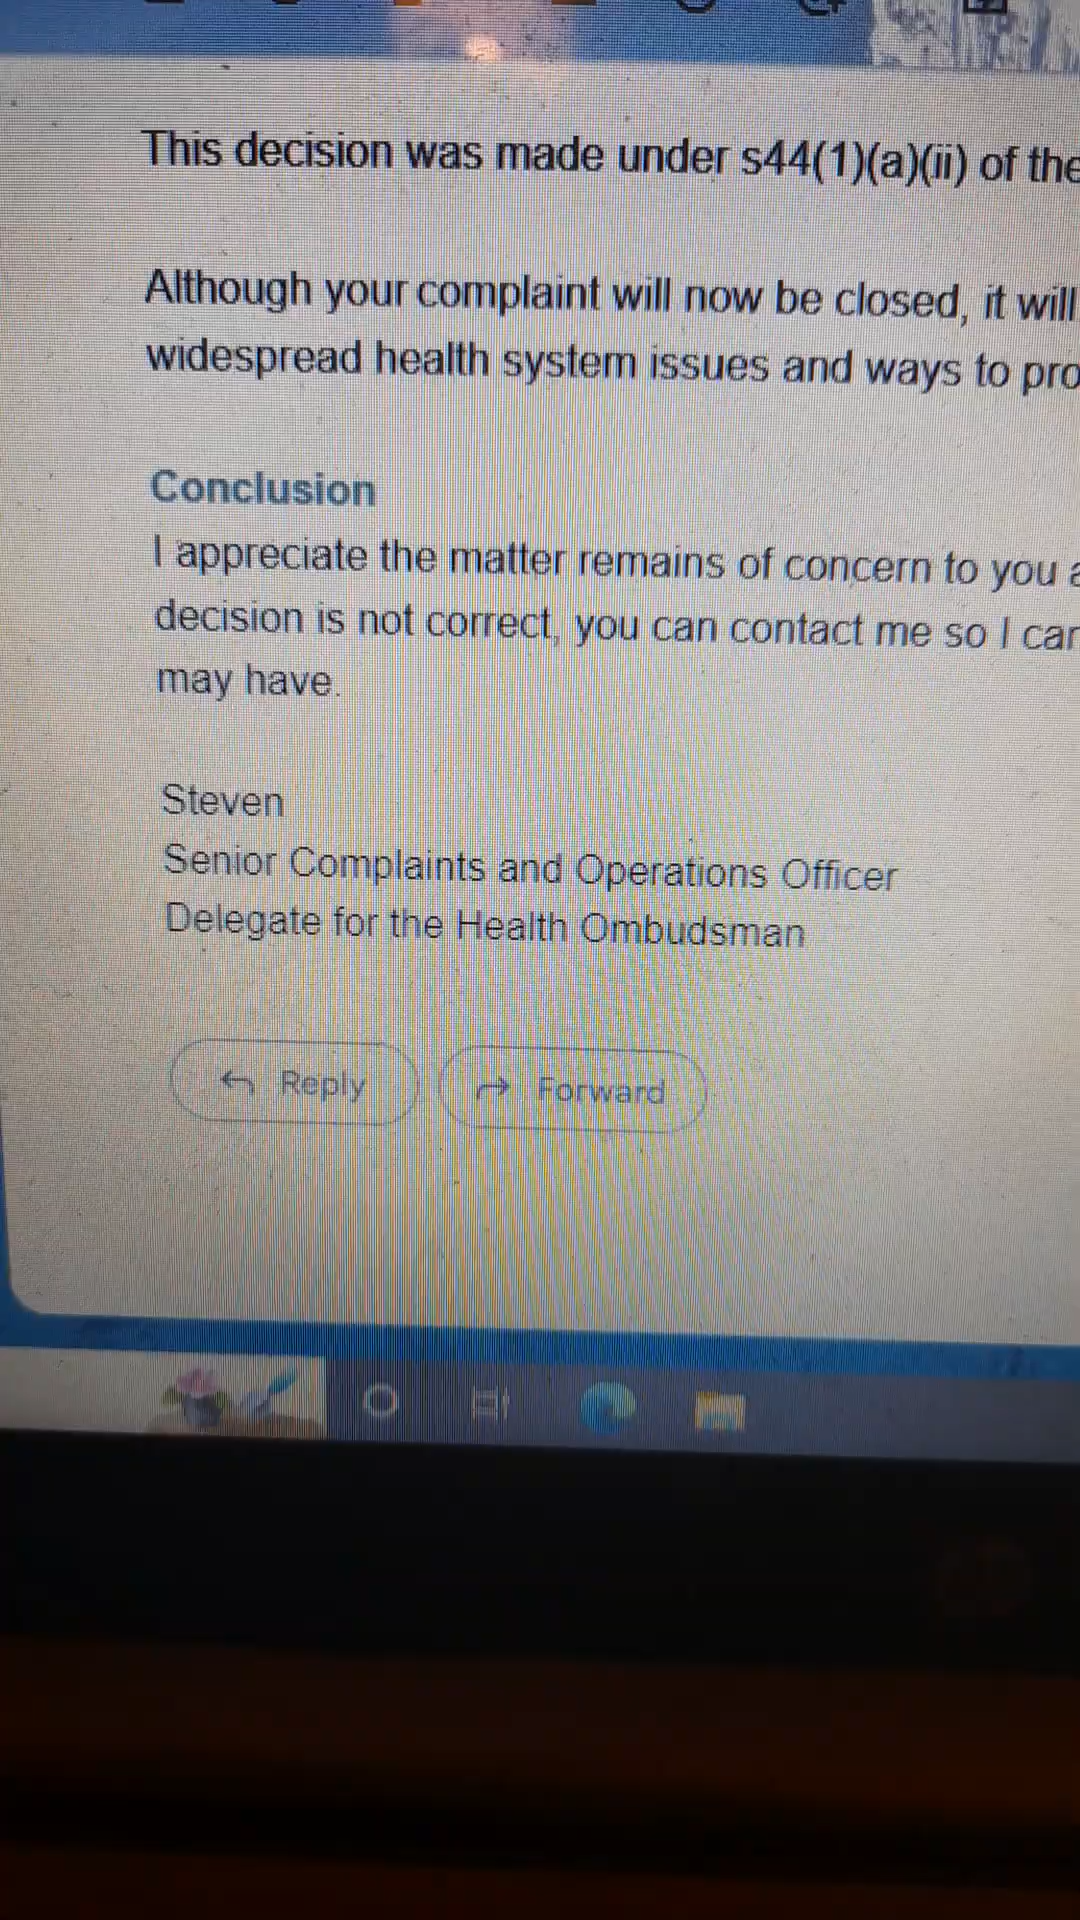 This decision was made under s44(1)(a)(ii) of the
Although your complaint will now be closed, it will
widespread health system issues and ways to pro
Conclusion
I appreciate the matter remains of concern to you a
decision is not correct, you can contact me so I can
may have.
Steven
Senior Complaints and Operations Officer
Delegate for the Health Ombudsman
Reply
Forward